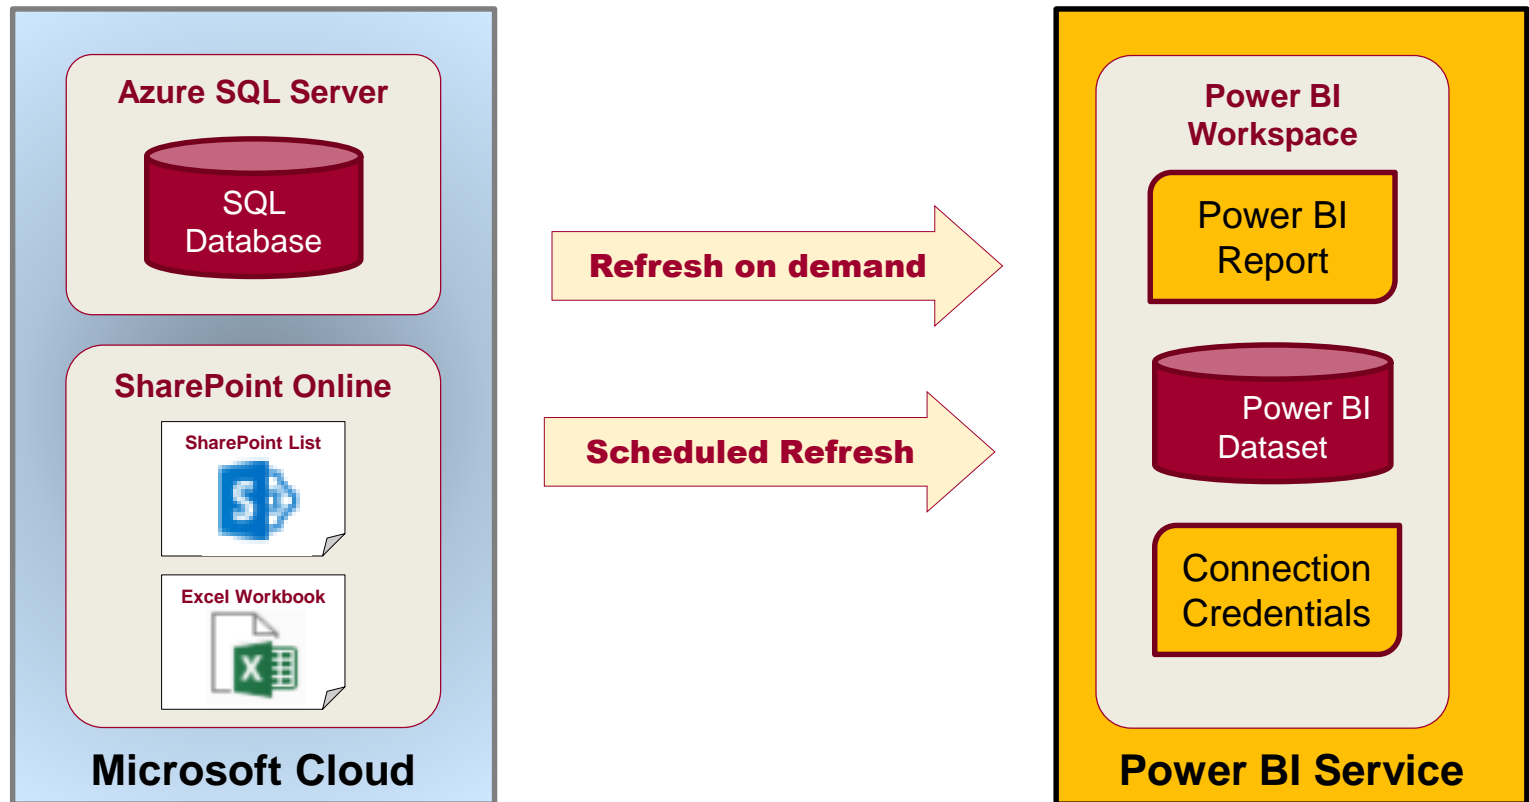 Azure SQL Server
SQL
Database
SharePoint Online
SharePoint List
S
Excel Workbook
X
Microsoft Cloud
Refresh on demand
Scheduled Refresh
Power BI
Workspace
Power BI
Report
Power BI
Dataset
Connection
Credentials
Power BI Service